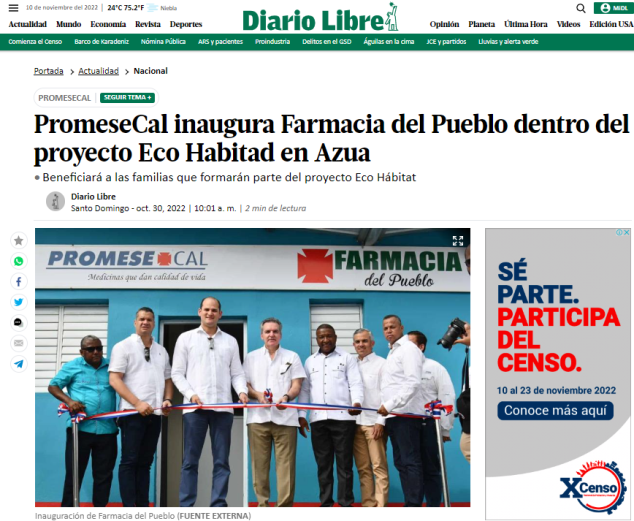 10 de noviembre del 2022 | 24°C 75.2°F Nubia
Diario Libre
MiDL
Actualidad Mundo Economía Revista Deportes
Opinión Planeta Última Hora Videos Edición USA
Comienza el Censo Barco de Karadeniz Nómina Pública ARS y pacientes Proindustria Delitos en el GSD Águilas en la cima JCE y partidos Lluvias y alerta verde
Portada > Actualidad > Nacional
PROMESECAL SEGUIR TEMA +
PromeseCal inaugura Farmacia del Pueblo dentro del
proyecto Eco Habitad en Azua
Beneficiará a las familias que formarán parte del proyecto Eco Hábitat
Diario Libre
Santo Domingo - oct. 30, 2022 | 10:01 a. m. | 2 min de lectura
PROMESE CAL
Medicinas que dan calidad de vida
FARMACIA
del Pueblo
Inauguración de Farmacia del Pueblo (FUENTE EXTERNA)
SÉ
PARTE.
PARTICIPA
DEL
CENSO.
10 al 23 de noviembre 2022
Conoce más aquí
XCenso